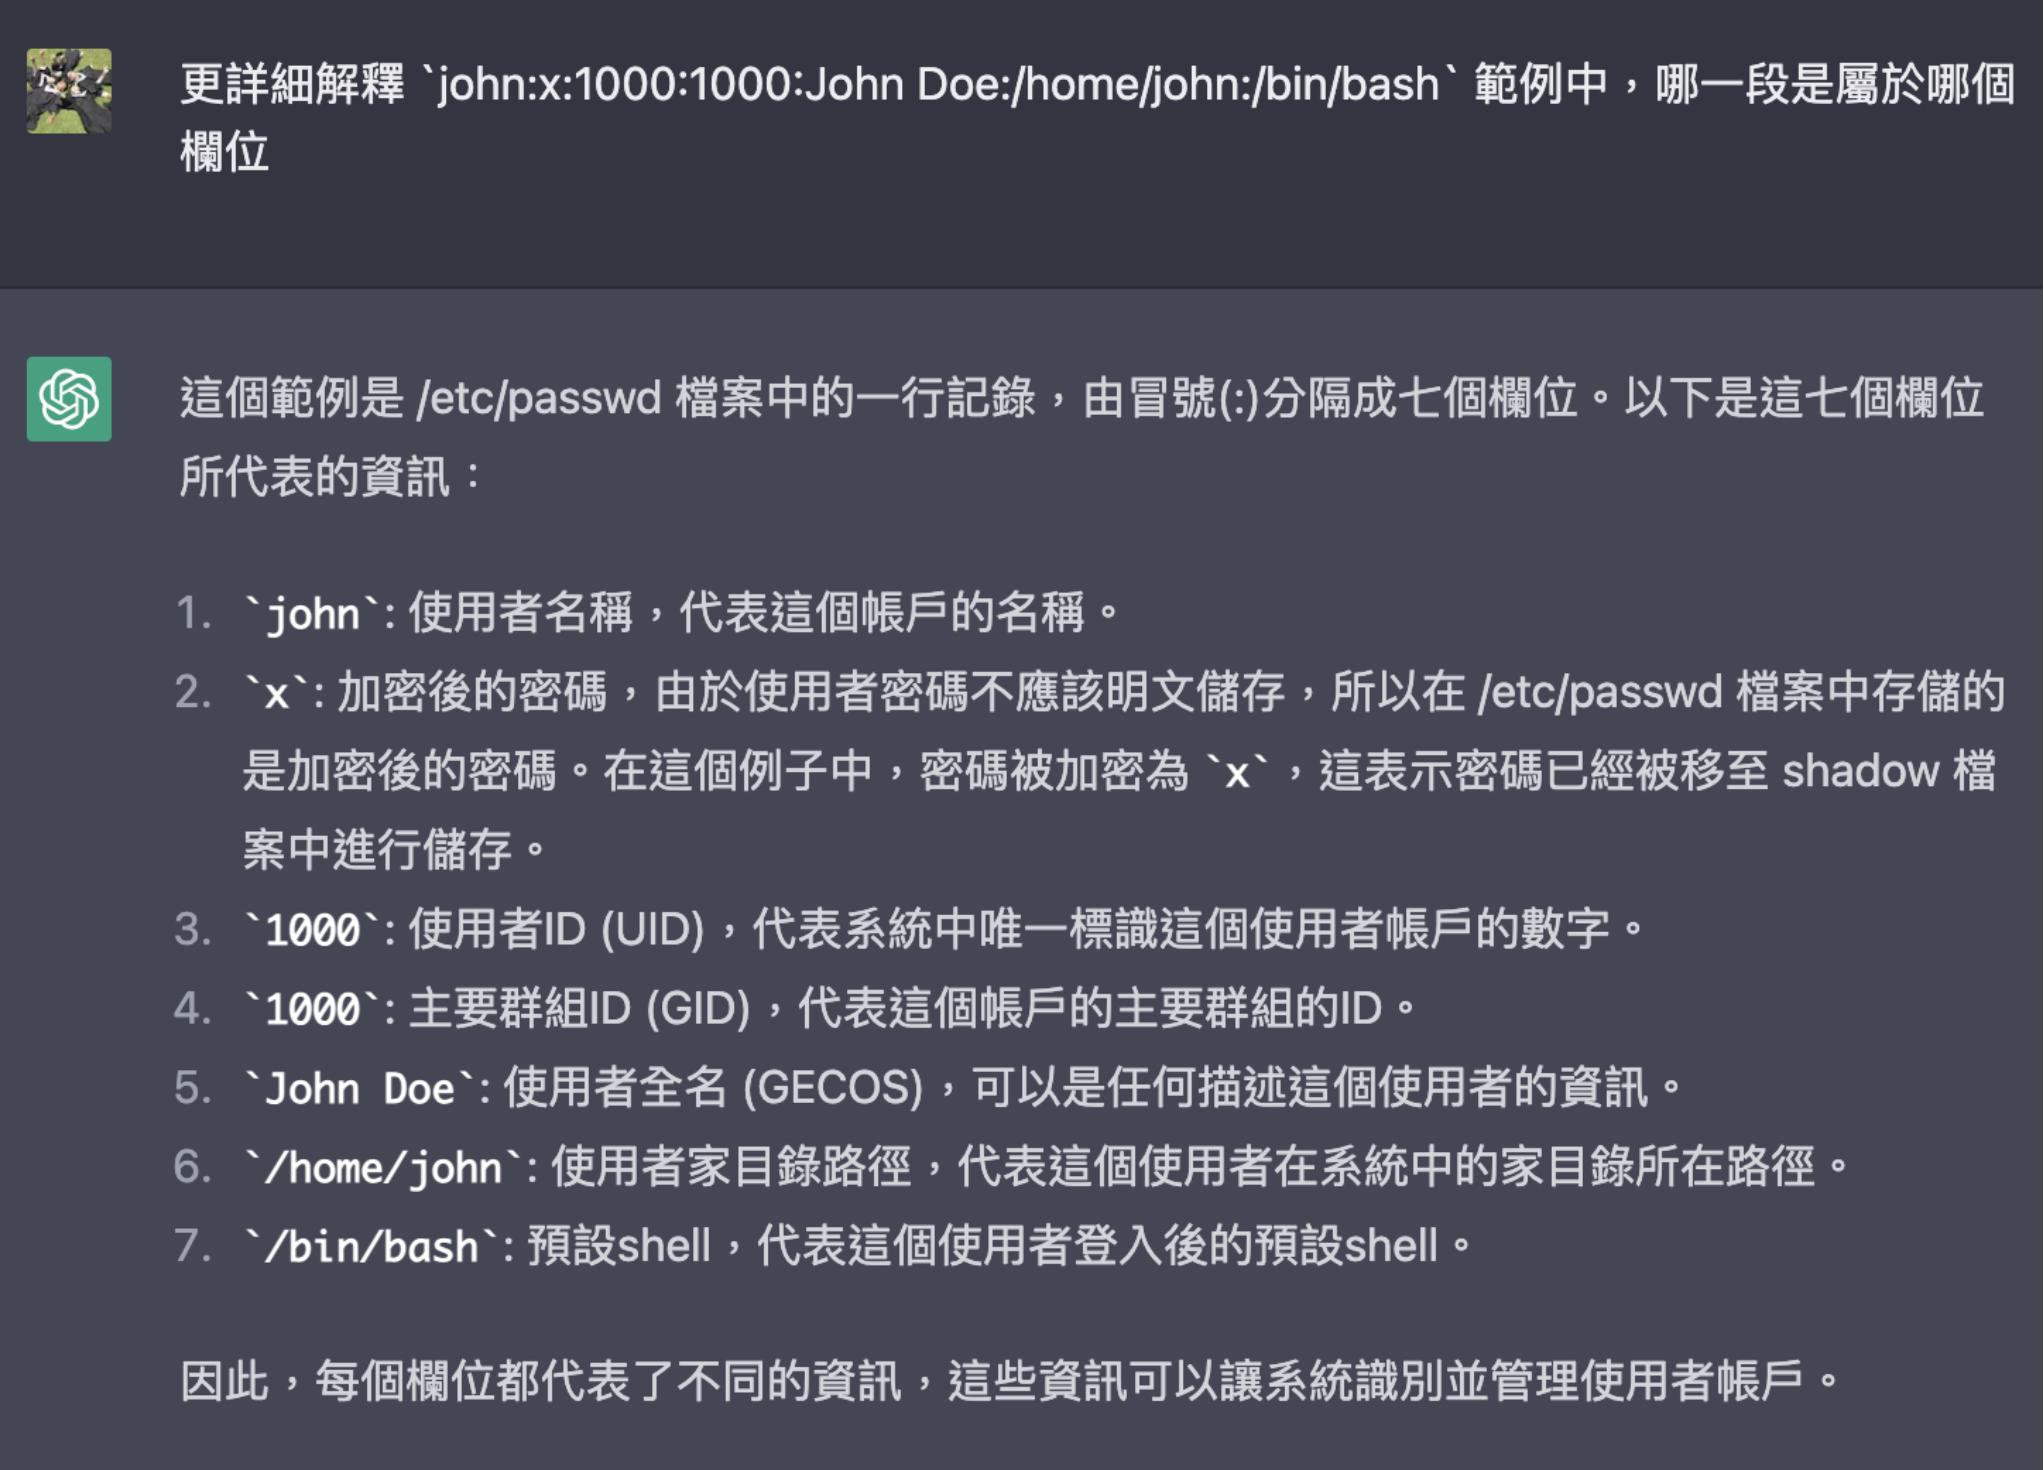 更詳細解釋 `john:x:1000:1000:John Doe:/home/john:/bin/bash` 範例中，哪一段是屬於哪個
欄位
這個範例是 /etc/passwd 檔案中的一行記錄，由冒號(:)分隔成七個欄位。以下是這七個欄位
所代表的資訊：
1. `john`: 使用者名稱，代表這個帳戶的名稱。
2. `x`: 加密後的密碼，由於使用者密碼不應該明文儲存，所以在 /etc/passwd 檔案中存儲的
是加密後的密碼。在這個例子中，密碼被加密為 `x`，這表示密碼已經被移至 shadow 檔
案中進行儲存。
3. `1000`: 使用者ID (UID)，代表系統中唯一標識這個使用者帳戶的數字。
4. `1000`: 主要群組ID (GID)，代表這個帳戶的主要群組的ID。
5. `John Doe`: 使用者全名 (GECOS)，可以是任何描述這個使用者的資訊。
6. `/home/john`: 使用者家目錄路徑，代表這個使用者在系統中的家目錄所在路徑。
7. `/bin/bash`: 預設shell，代表這個使用者登入後的預設shell。
因此，每個欄位都代表了不同的資訊，這些資訊可以讓系統識別並管理使用者帳戶。